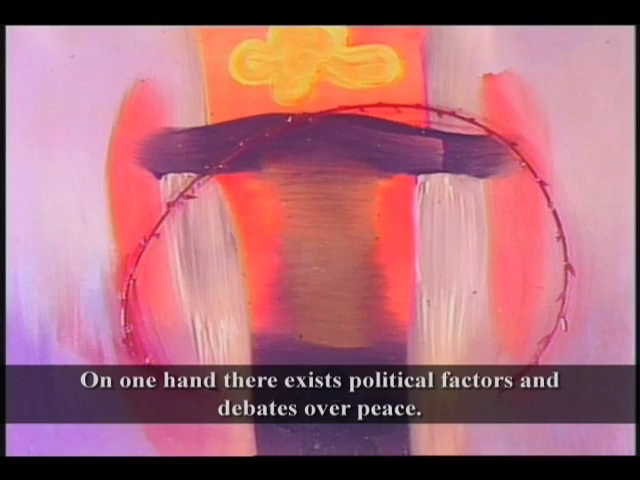 On one hand there exists political factors and
debates over peace.